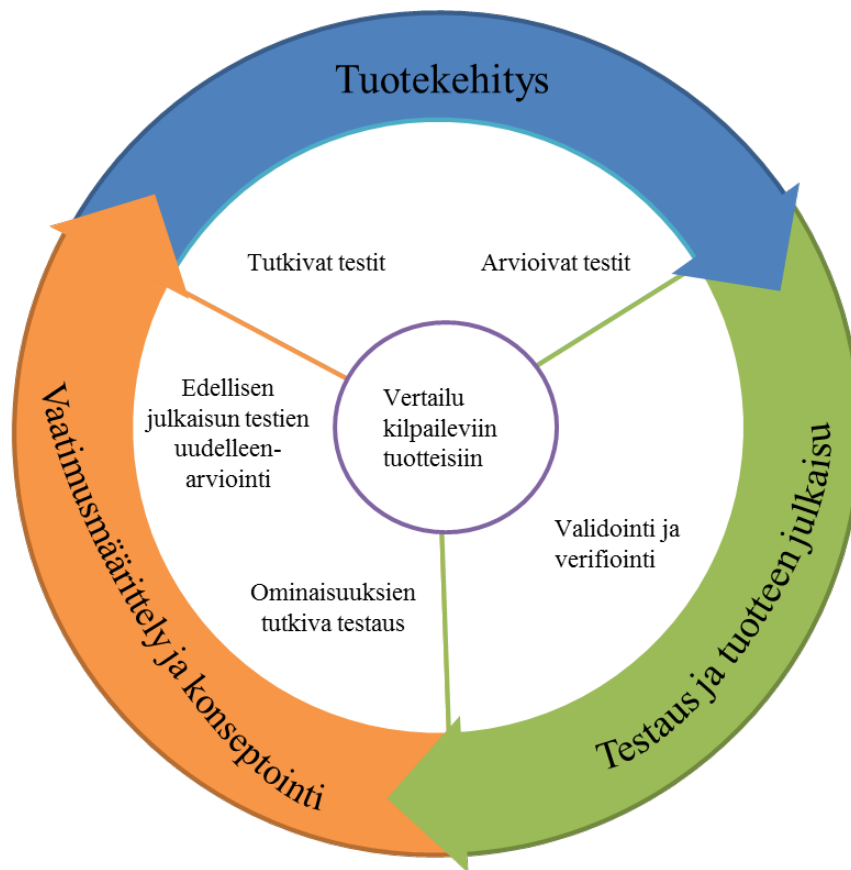 Tuotekehitys
Tutkivat testit
Arvioivat testit
Edellisen
julkaisun testien
uudelleen-
arviointi
Vertailu
kilpaileviin
tuotteisiin
Validointi ja
verifiointi
Ominaisuuksien
tutkiva testaus
Vaatimusmäärittely ja konseptointi
Testaus ja tuotteen julkaisu